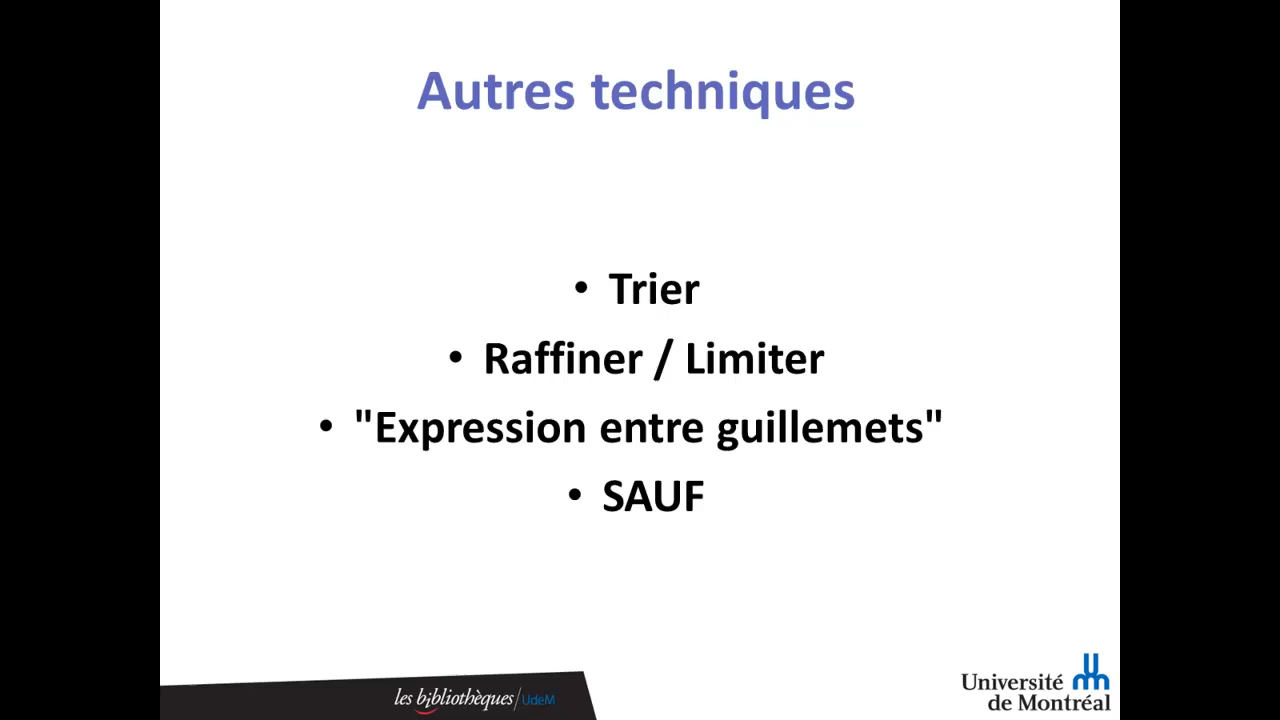 Autres techniques
• Trier
• Raffiner / Limiter
• "Expression entre guillemets"
• SAUF
les bibliothèques/UdeM
Université
de Montréal